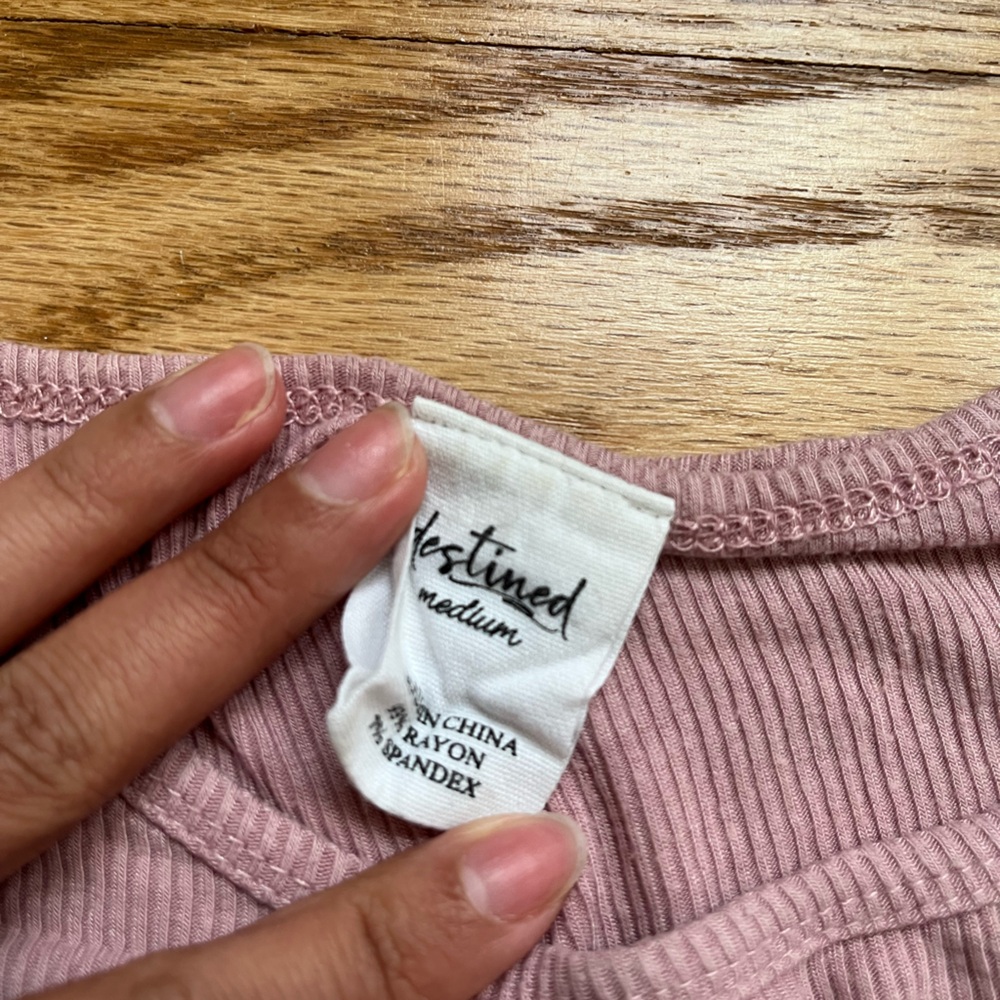 destined
medium
IN CHINA
% RAYON
% SPANDEX